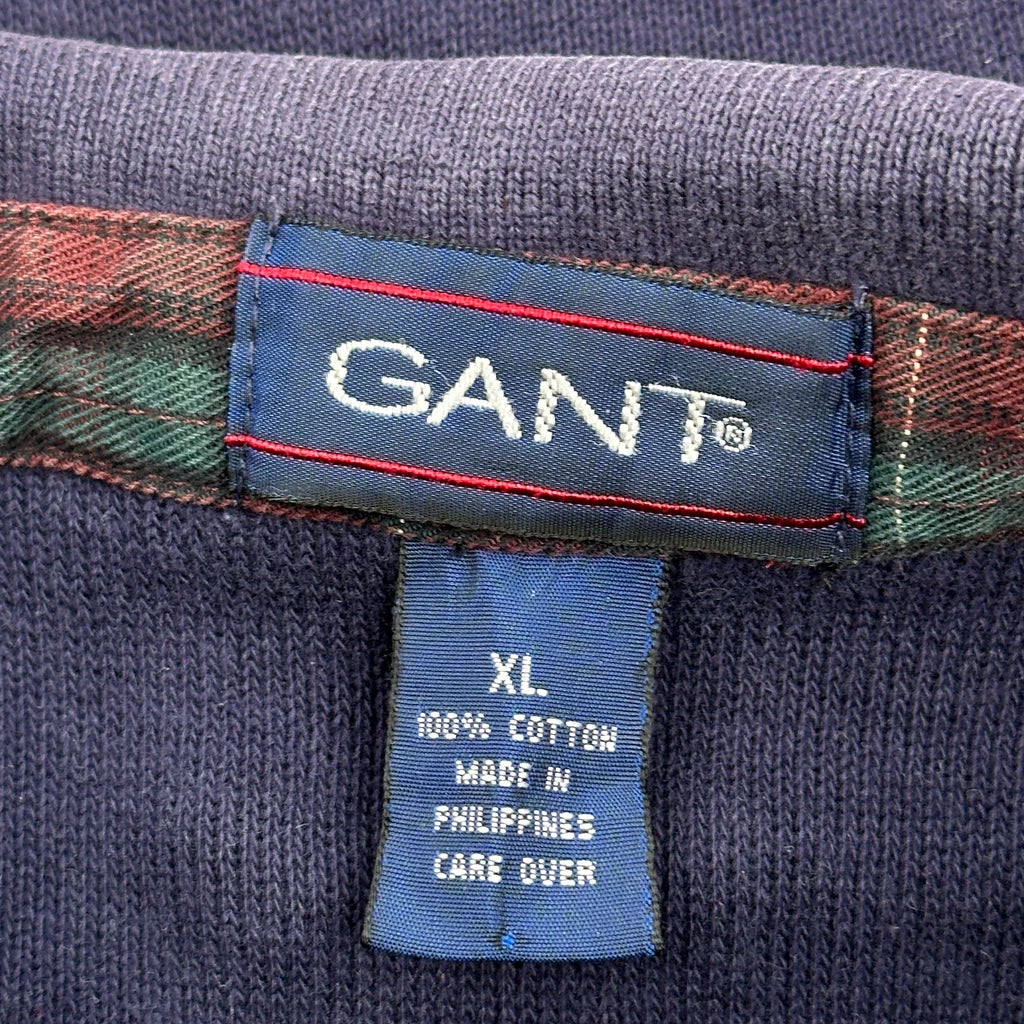 GANT®
XL
100% COTTON
MADE IN
PHILIPPINES
CARE OVER